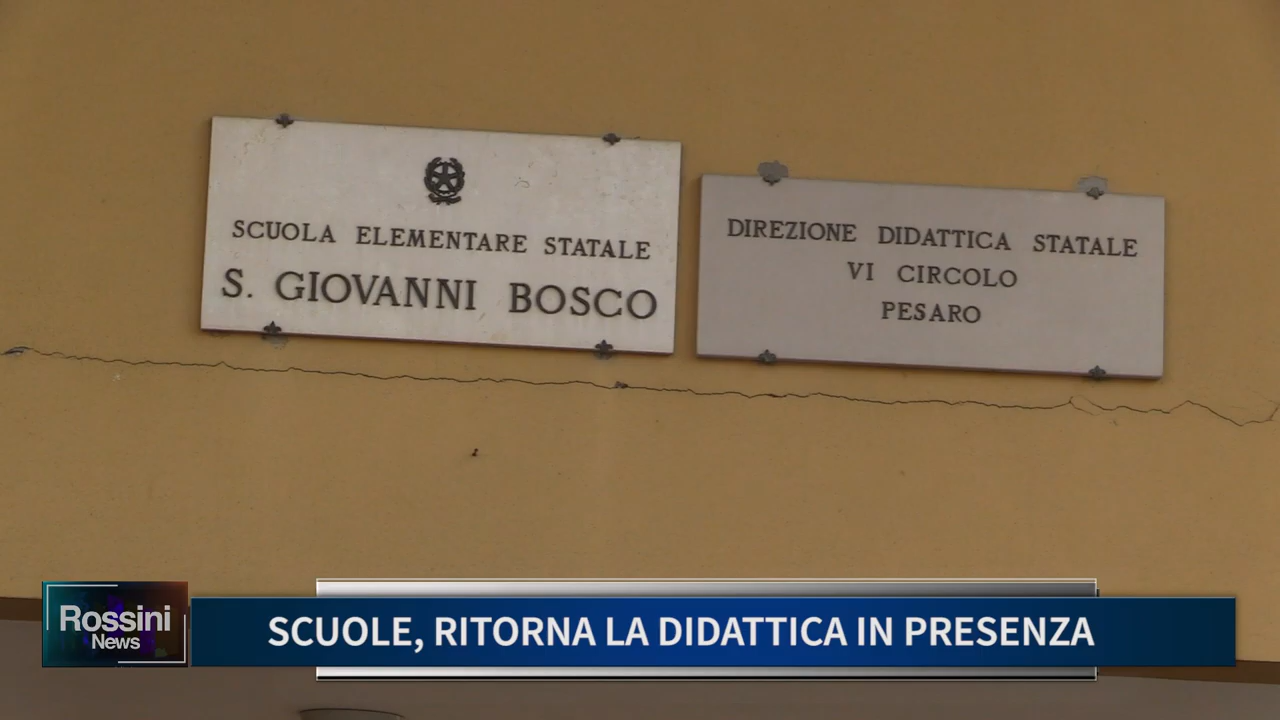 SCUOLA ELEMENTARE STATALE
S. GIOVANNI BOSCO
DIREZIONE DIDATTICA STATALE
VI CIRCOLO
PESARO
Rossini
News
SCUOLE, RITORNA LA DIDATTICA IN PRESENZA